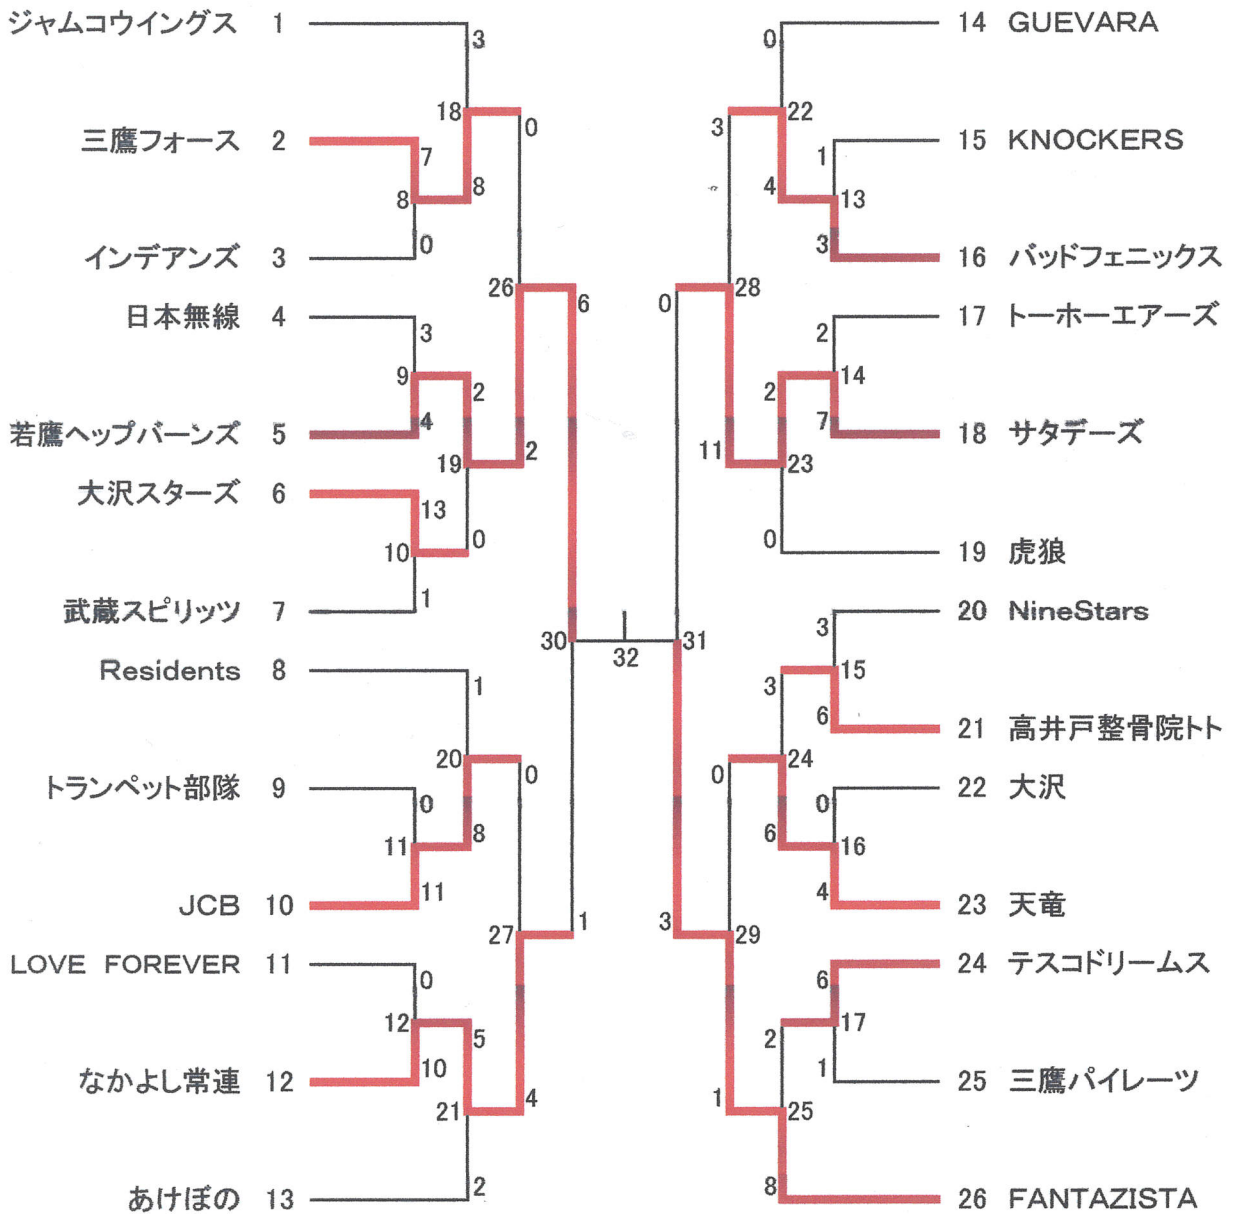 ジャムコウイングス 1
3
18
0
三鷹フォース 2
7
8
8
0
インデアンズ 3
26
6
日本無線 4
3
9
2
4
若鷹ヘップバーンズ 5
19
2
大沢スターズ 6
13
10
0
1
武蔵スピリッツ 7
30
32
31
Residents 8
1
20
0
トランペット部隊 9
0
11
8
11
JCB 10
27
1
LOVE FOREVER 11
0
12
5
10
なかよし常連 12
21
4
2
あけぼの 13
14 GUEVARA
0
3
22
15 KNOCKERS
1
4
13
3
16 バッドフェニックス
0
28
17 トーホーエアーズ
2
2
14
7
18 サタデーズ
11
23
0
19 虎狼
20 NineStars
3
3
15
6
21 高井戸整骨院トト
0
24
22 大沢
0
6
16
4
23 天竜
3
29
24 テスコドリームス
6
2
17
1
25 三鷹パイレーツ
1
25
8
26 FANTAZISTA